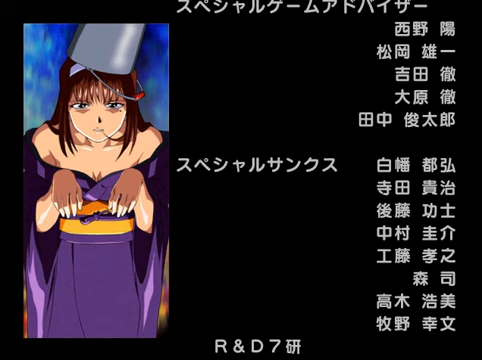 スペシャルゲームアドバイザー
西野 陽
松岡 雄一
吉田 徹
大原 徹
田中 俊太郎
スペシャルサンクス 白幡 都弘
寺田 貴治
後藤 功士
中村 圭介
工藤 孝之
森 司
高木 浩美
牧野 幸文
R&D7研